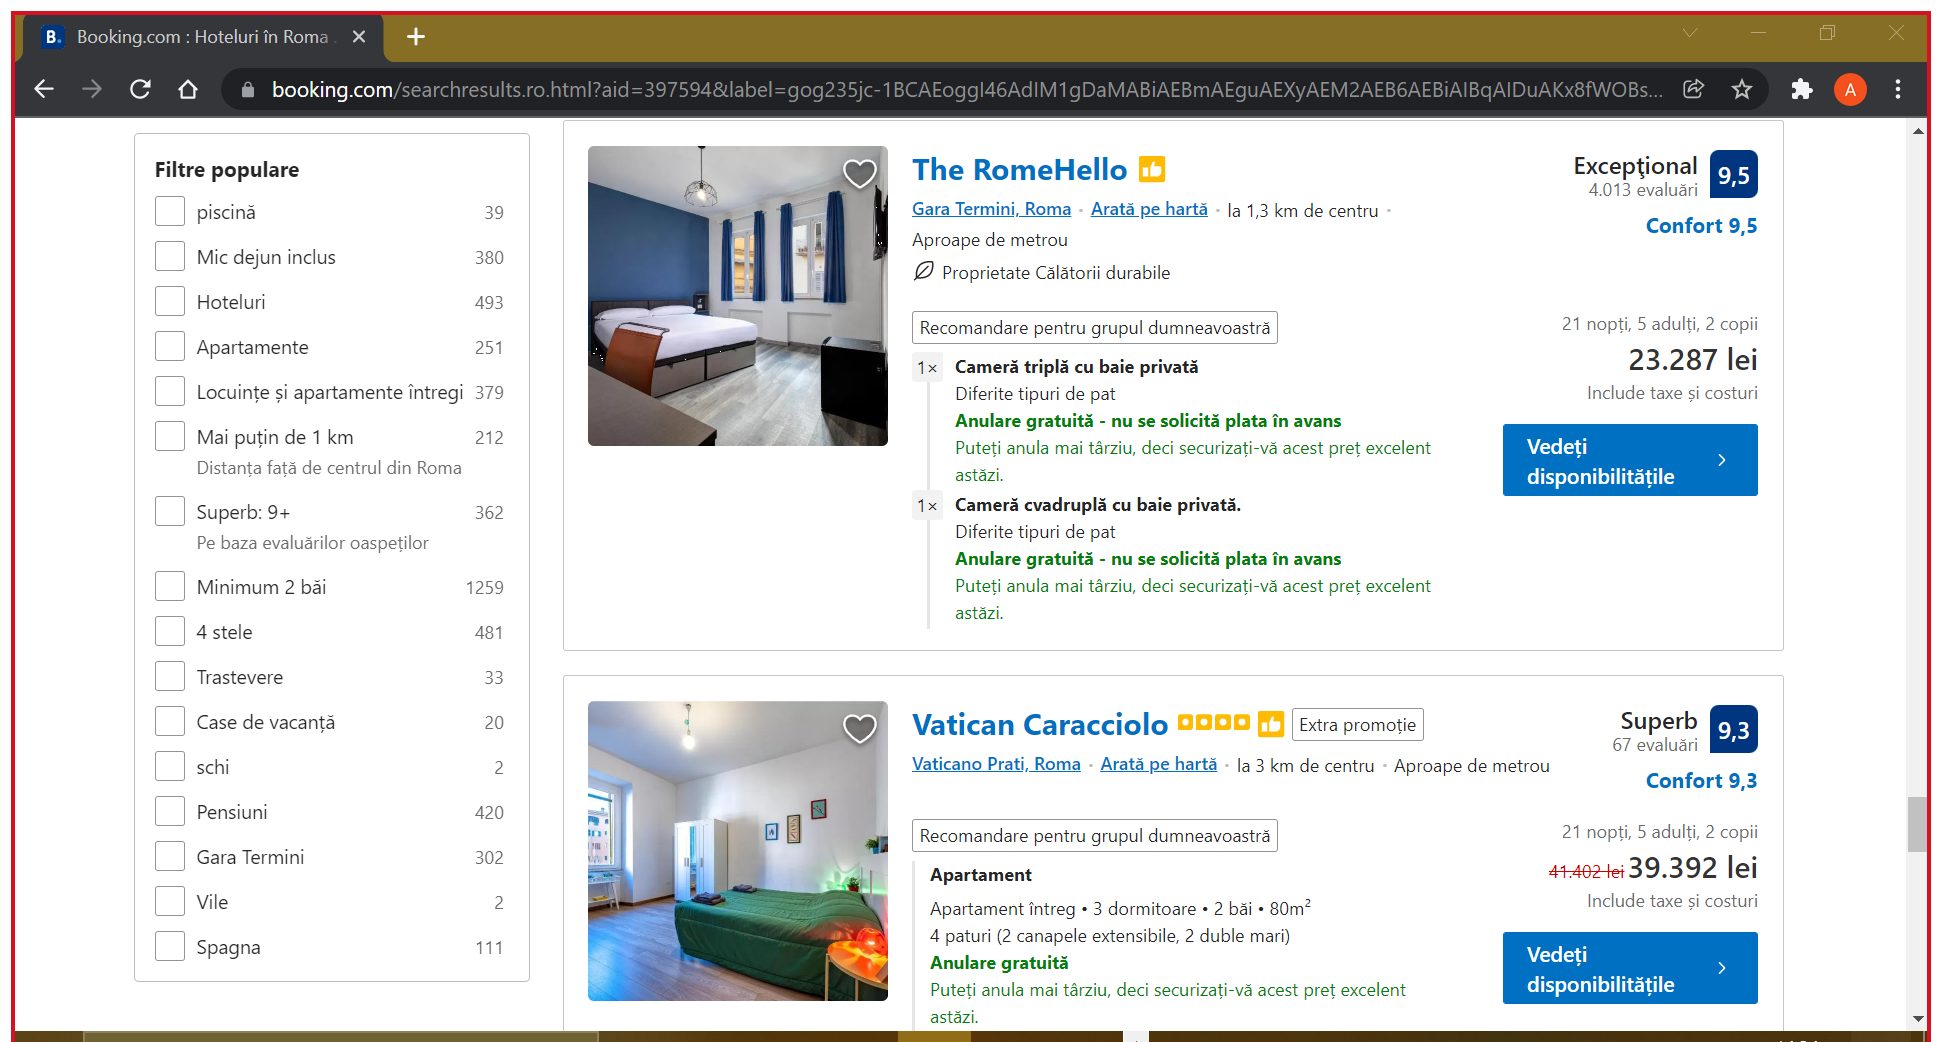 B. Booking.com : Hoteluri în Roma
booking.com/searchresults.ro.html?aid=397594&label=gog235jc-1BCAEoggI46AdIM1gDaMABiAEBmAEguAEXyAEM2AEB6AEBiAIBqAIDuAKx8fWOBs...
A
Filtre populare
piscină 39
Mic dejun inclus 380
Hoteluri 493
Apartamente 251
Locuințe și apartamente întregi 379
Mai puțin de 1 km 212
Distanța față de centrul din Roma
Superb: 9+ 362
Pe baza evaluărilor oaspeților
Minimum 2 băi 1259
4 stele 481
Trastevere 33
Case de vacanță 20
schi 2
Pensiuni 420
Gara Termini 302
Vile 2
Spagna 111
The RomeHello
Gara Termini, Roma · Arată pe hartă · la 1,3 km de centru ·
Aproape de metrou
Proprietate Călătorii durabile
Excepţional 9,5
4.013 evaluări
Confort 9,5
Recomandare pentru grupul dumneavoastră
1× Cameră triplă cu baie privată
Diferite tipuri de pat
Anulare gratuită - nu se solicită plata în avans
Puteți anula mai târziu, deci securizați-vă acest preț excelent
astăzi.
1× Cameră cvadruplă cu baie privată.
Diferite tipuri de pat
Anulare gratuită - nu se solicită plata în avans
Puteți anula mai târziu, deci securizați-vă acest preț excelent
astăzi.
21 nopți, 5 adulți, 2 copii
23.287 lei
Include taxe și costuri
Vedeți
disponibilitățile
Vatican Caracciolo Extra promoție
Vaticano Prati, Roma · Arată pe hartă · la 3 km de centru · Aproape de metrou
Superb 9,3
67 evaluări
Confort 9,3
Recomandare pentru grupul dumneavoastră
Apartament
Apartament întreg • 3 dormitoare • 2 băi • 80m²
4 paturi (2 canapele extensibile, 2 duble mari)
Anulare gratuită
Puteți anula mai târziu, deci securizați-vă acest preț excelent
astăzi.
21 nopți, 5 adulți, 2 copii
41.402 lei 39.392 lei
Include taxe și costuri
Vedeți
disponibilitățile